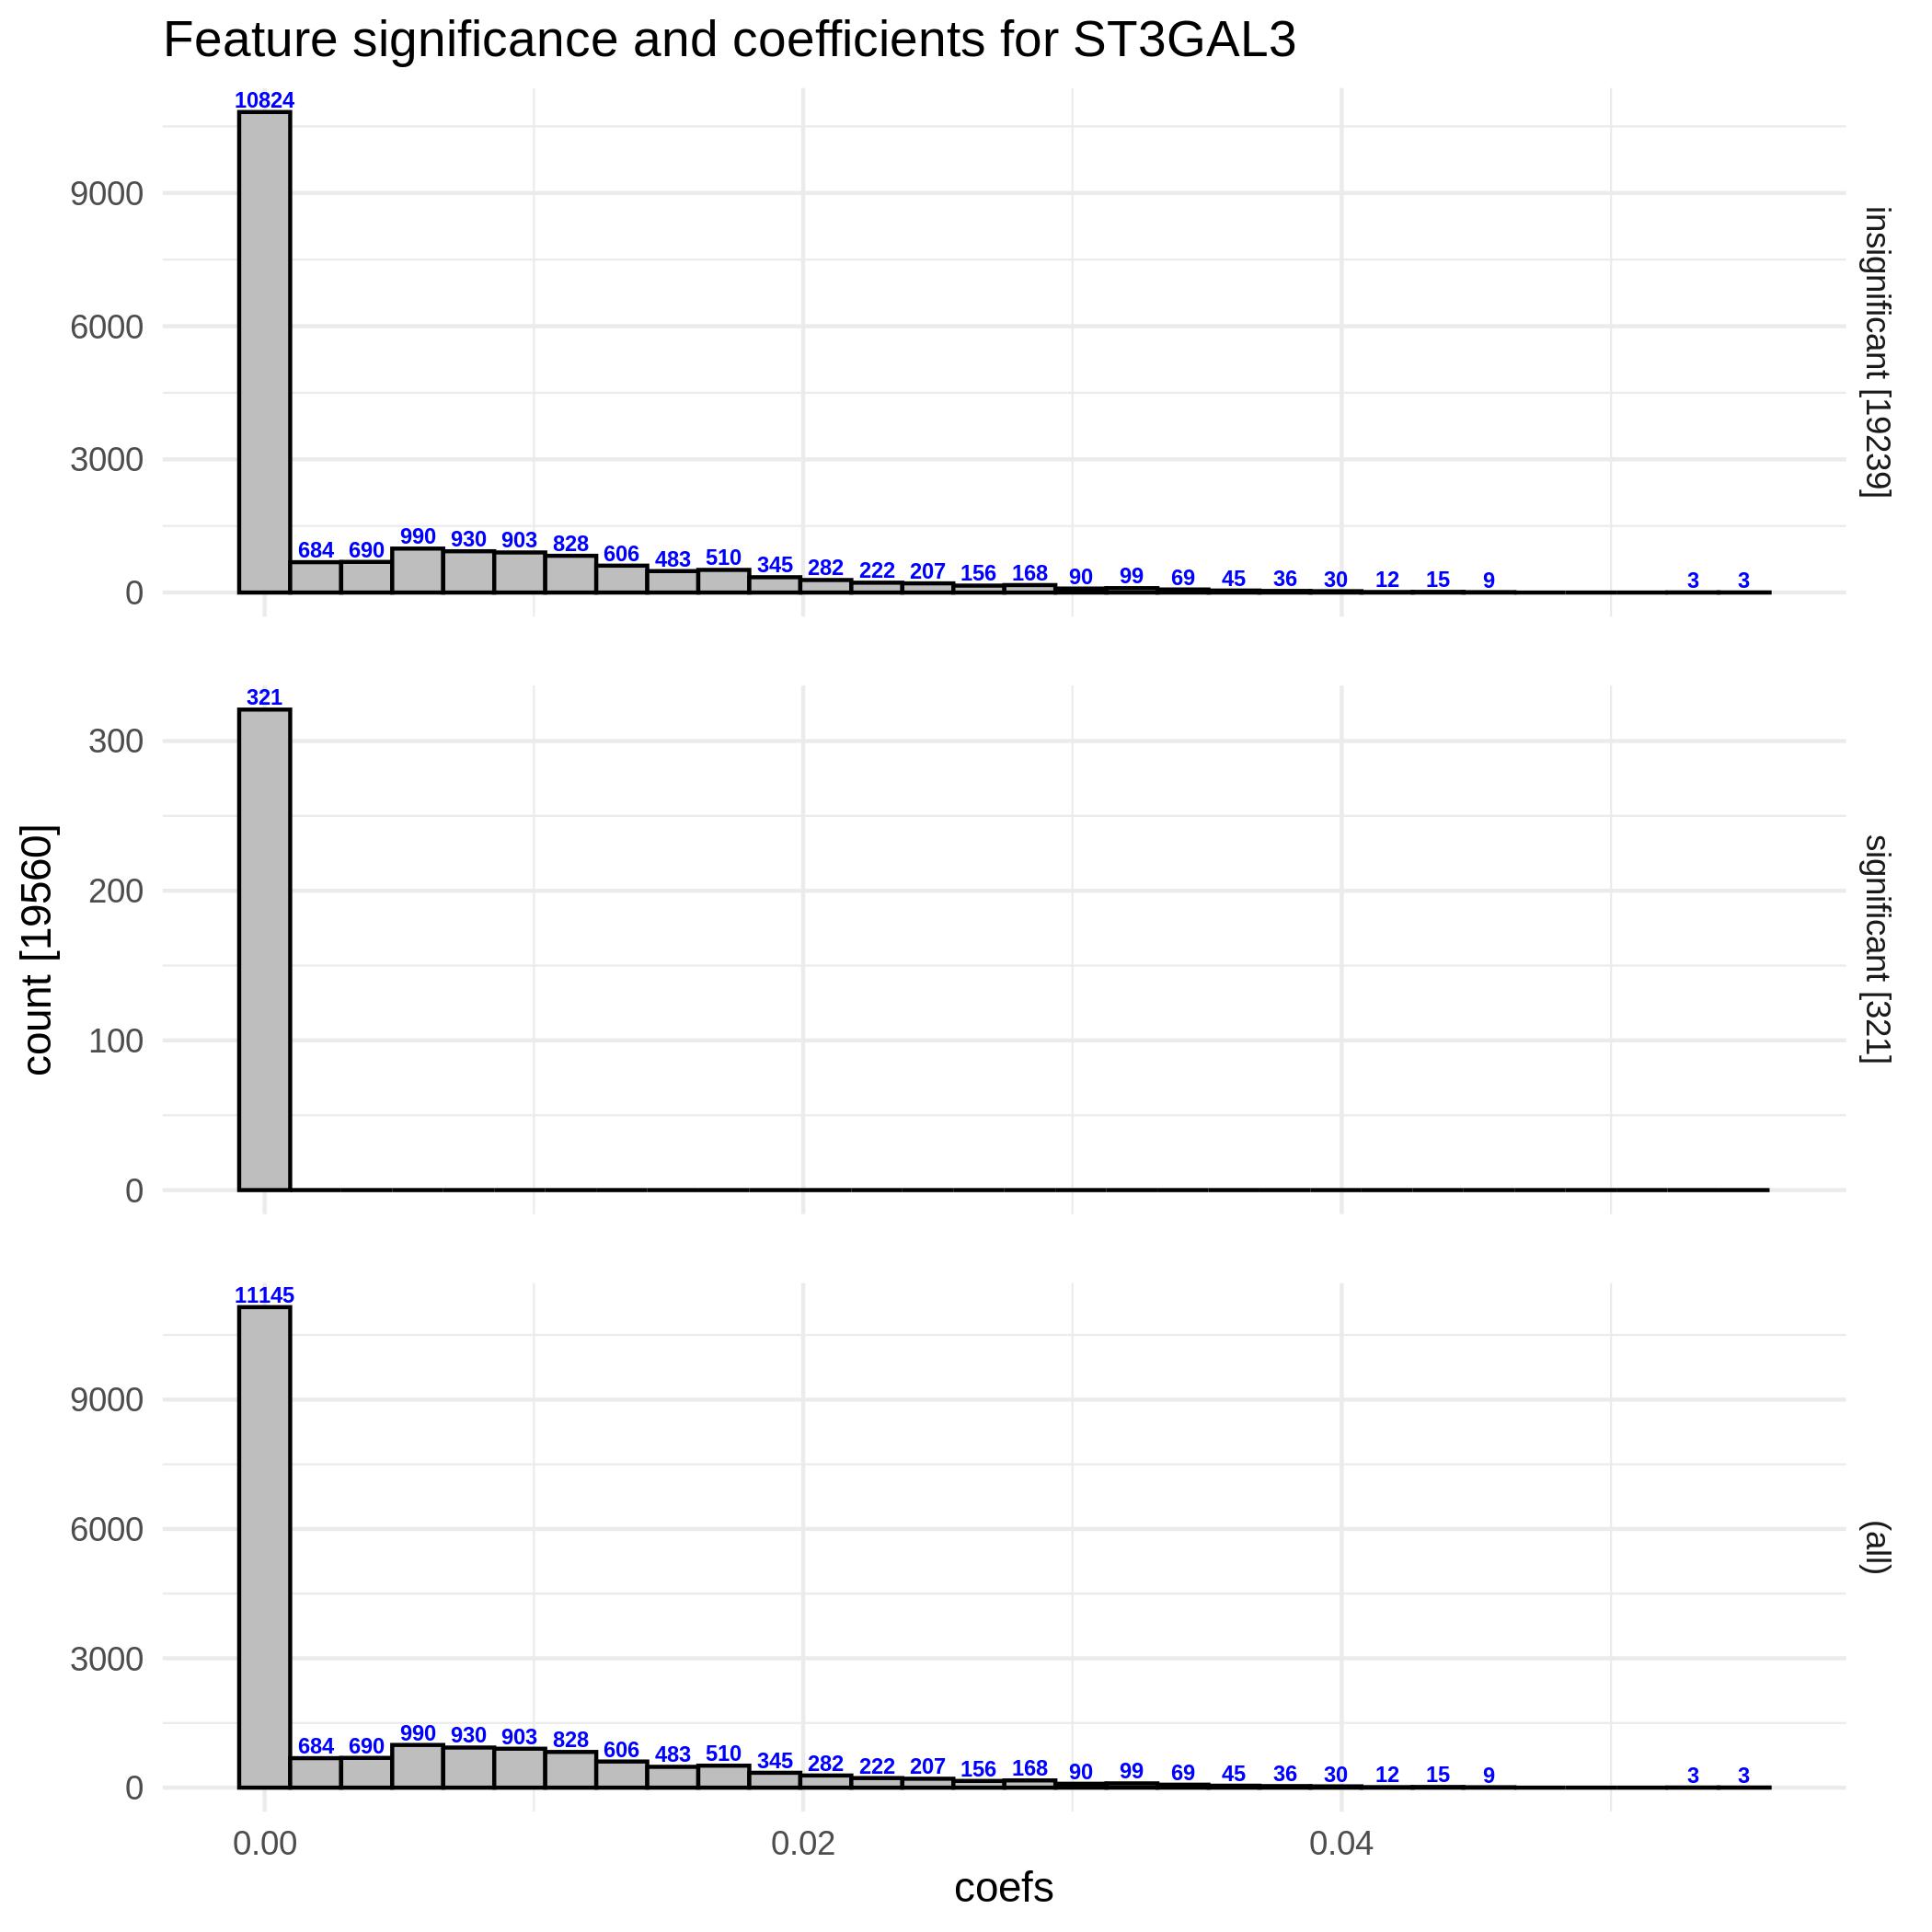 Feature significance and coefficients for ST3GAL3
10824
9000
6000
3000
0
684 690 990 930 903 828 606 483 510 345 282 222 207 156 168 90 99 69 45 36 30 12 15 9 3 3
insignificant [19239]
321
300
200
100
0
significant [321]
count [19560]
11145
9000
6000
3000
0
684 690 990 930 903 828 606 483 510 345 282 222 207 156 168 90 99 69 45 36 30 12 15 9 3 3
(all)
0.00 0.02 0.04
coefs